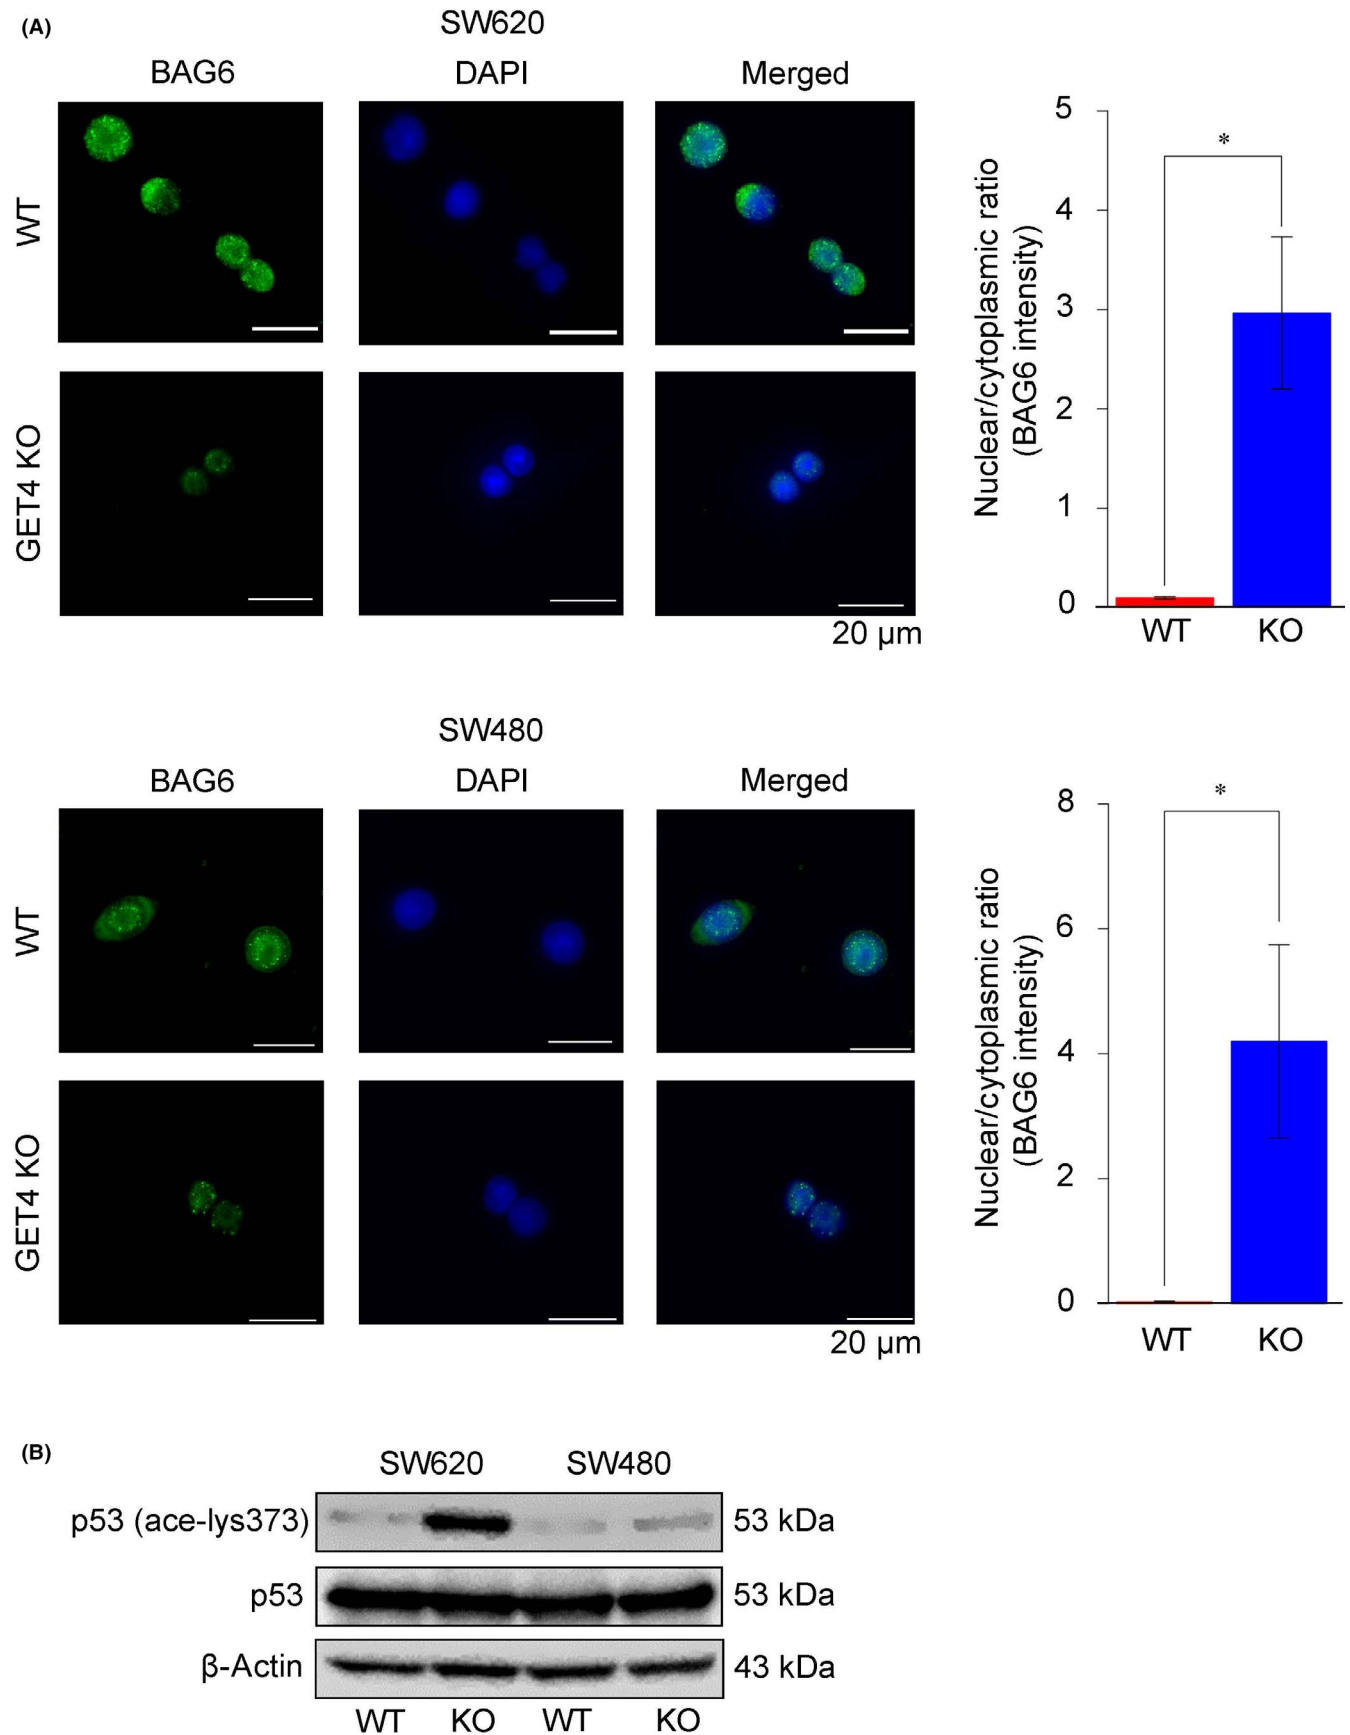 (A)
SW620
BAG6 DAPI Merged
WT
GET4 KO
20 µm
Nuclear/cytoplasmic ratio
(BAG6 intensity)
5
4
3
2
1
0
*
WT KO
SW480
BAG6 DAPI Merged
WT
GET4 KO
20 µm
Nuclear/cytoplasmic ratio
(BAG6 intensity)
8
6
4
2
0
*
WT KO
(B)
SW620 SW480
p53 (ace-lys373) 53 kDa
p53 53 kDa
β-Actin 43 kDa
WT KO WT KO